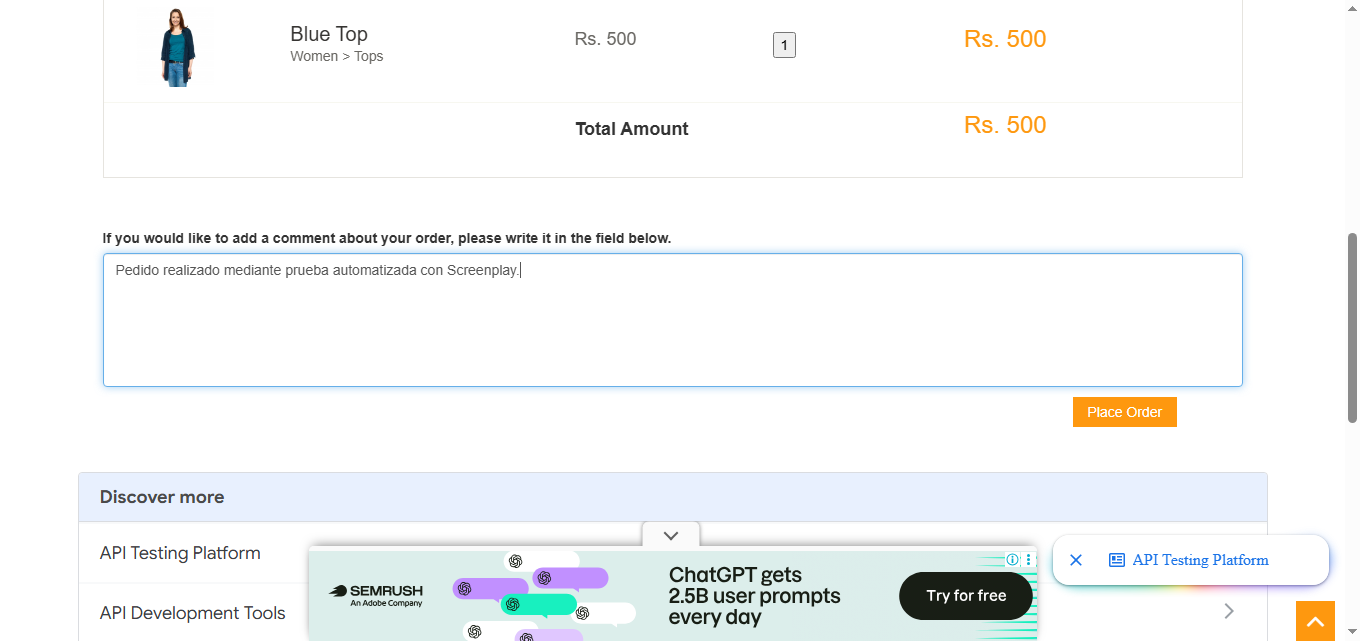 Blue Top
Women > Tops
Rs. 500
1
Rs. 500
Total Amount
Rs. 500
If you would like to add a comment about your order, please write it in the field below.
Pedido realizado mediante prueba automatizada con Screenplay.
Place Order
Discover more
API Testing Platform
API Development Tools
SEMRUSH
An Adobe Company
ChatGPT gets
2.5B user prompts
every day
Try for free
API Testing Platform